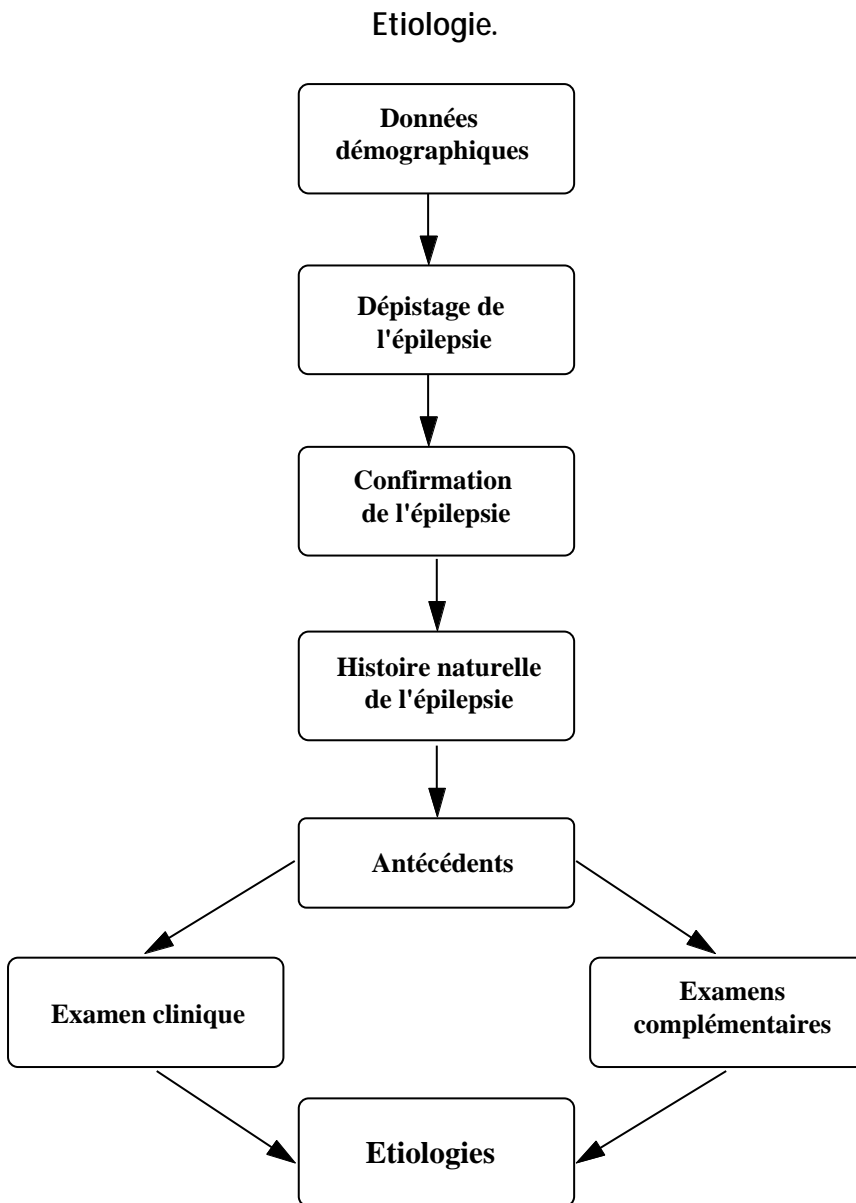 Etiologie.
Données
démographiques
Dépistage de
l'épilepsie
Confirmation
de l'épilepsie
Histoire naturelle
de l'épilepsie
Antécédents
Examen clinique
Examens
complémentaires
Etiologies